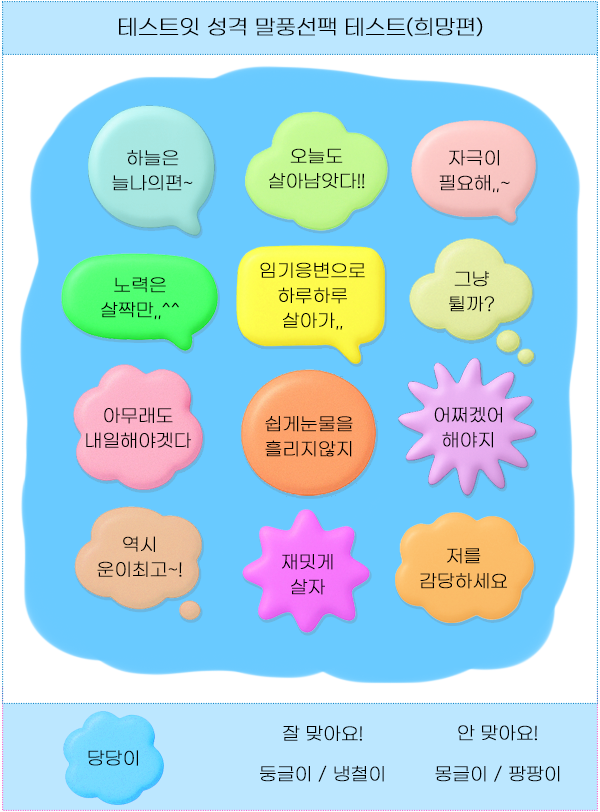 테스트잇 성격 말풍선팩 테스트(희망편)
하늘은
늘나의편~
오늘도
살아남앗다!!
자극이
필요해,,~
노력은
살짝만,,^^
임기응변으로
하루하루
살아가,,
그냥
튈까?
아무래도
내일해야겟다
쉽게눈물을
흘리지않지
어쩌겠어
해야지
역시
운이최고~!
재밋게
살자
저를
감당하세요
당당이
잘 맞아요!
둥글이 / 냉철이
안 맞아요!
몽글이 / 팡팡이